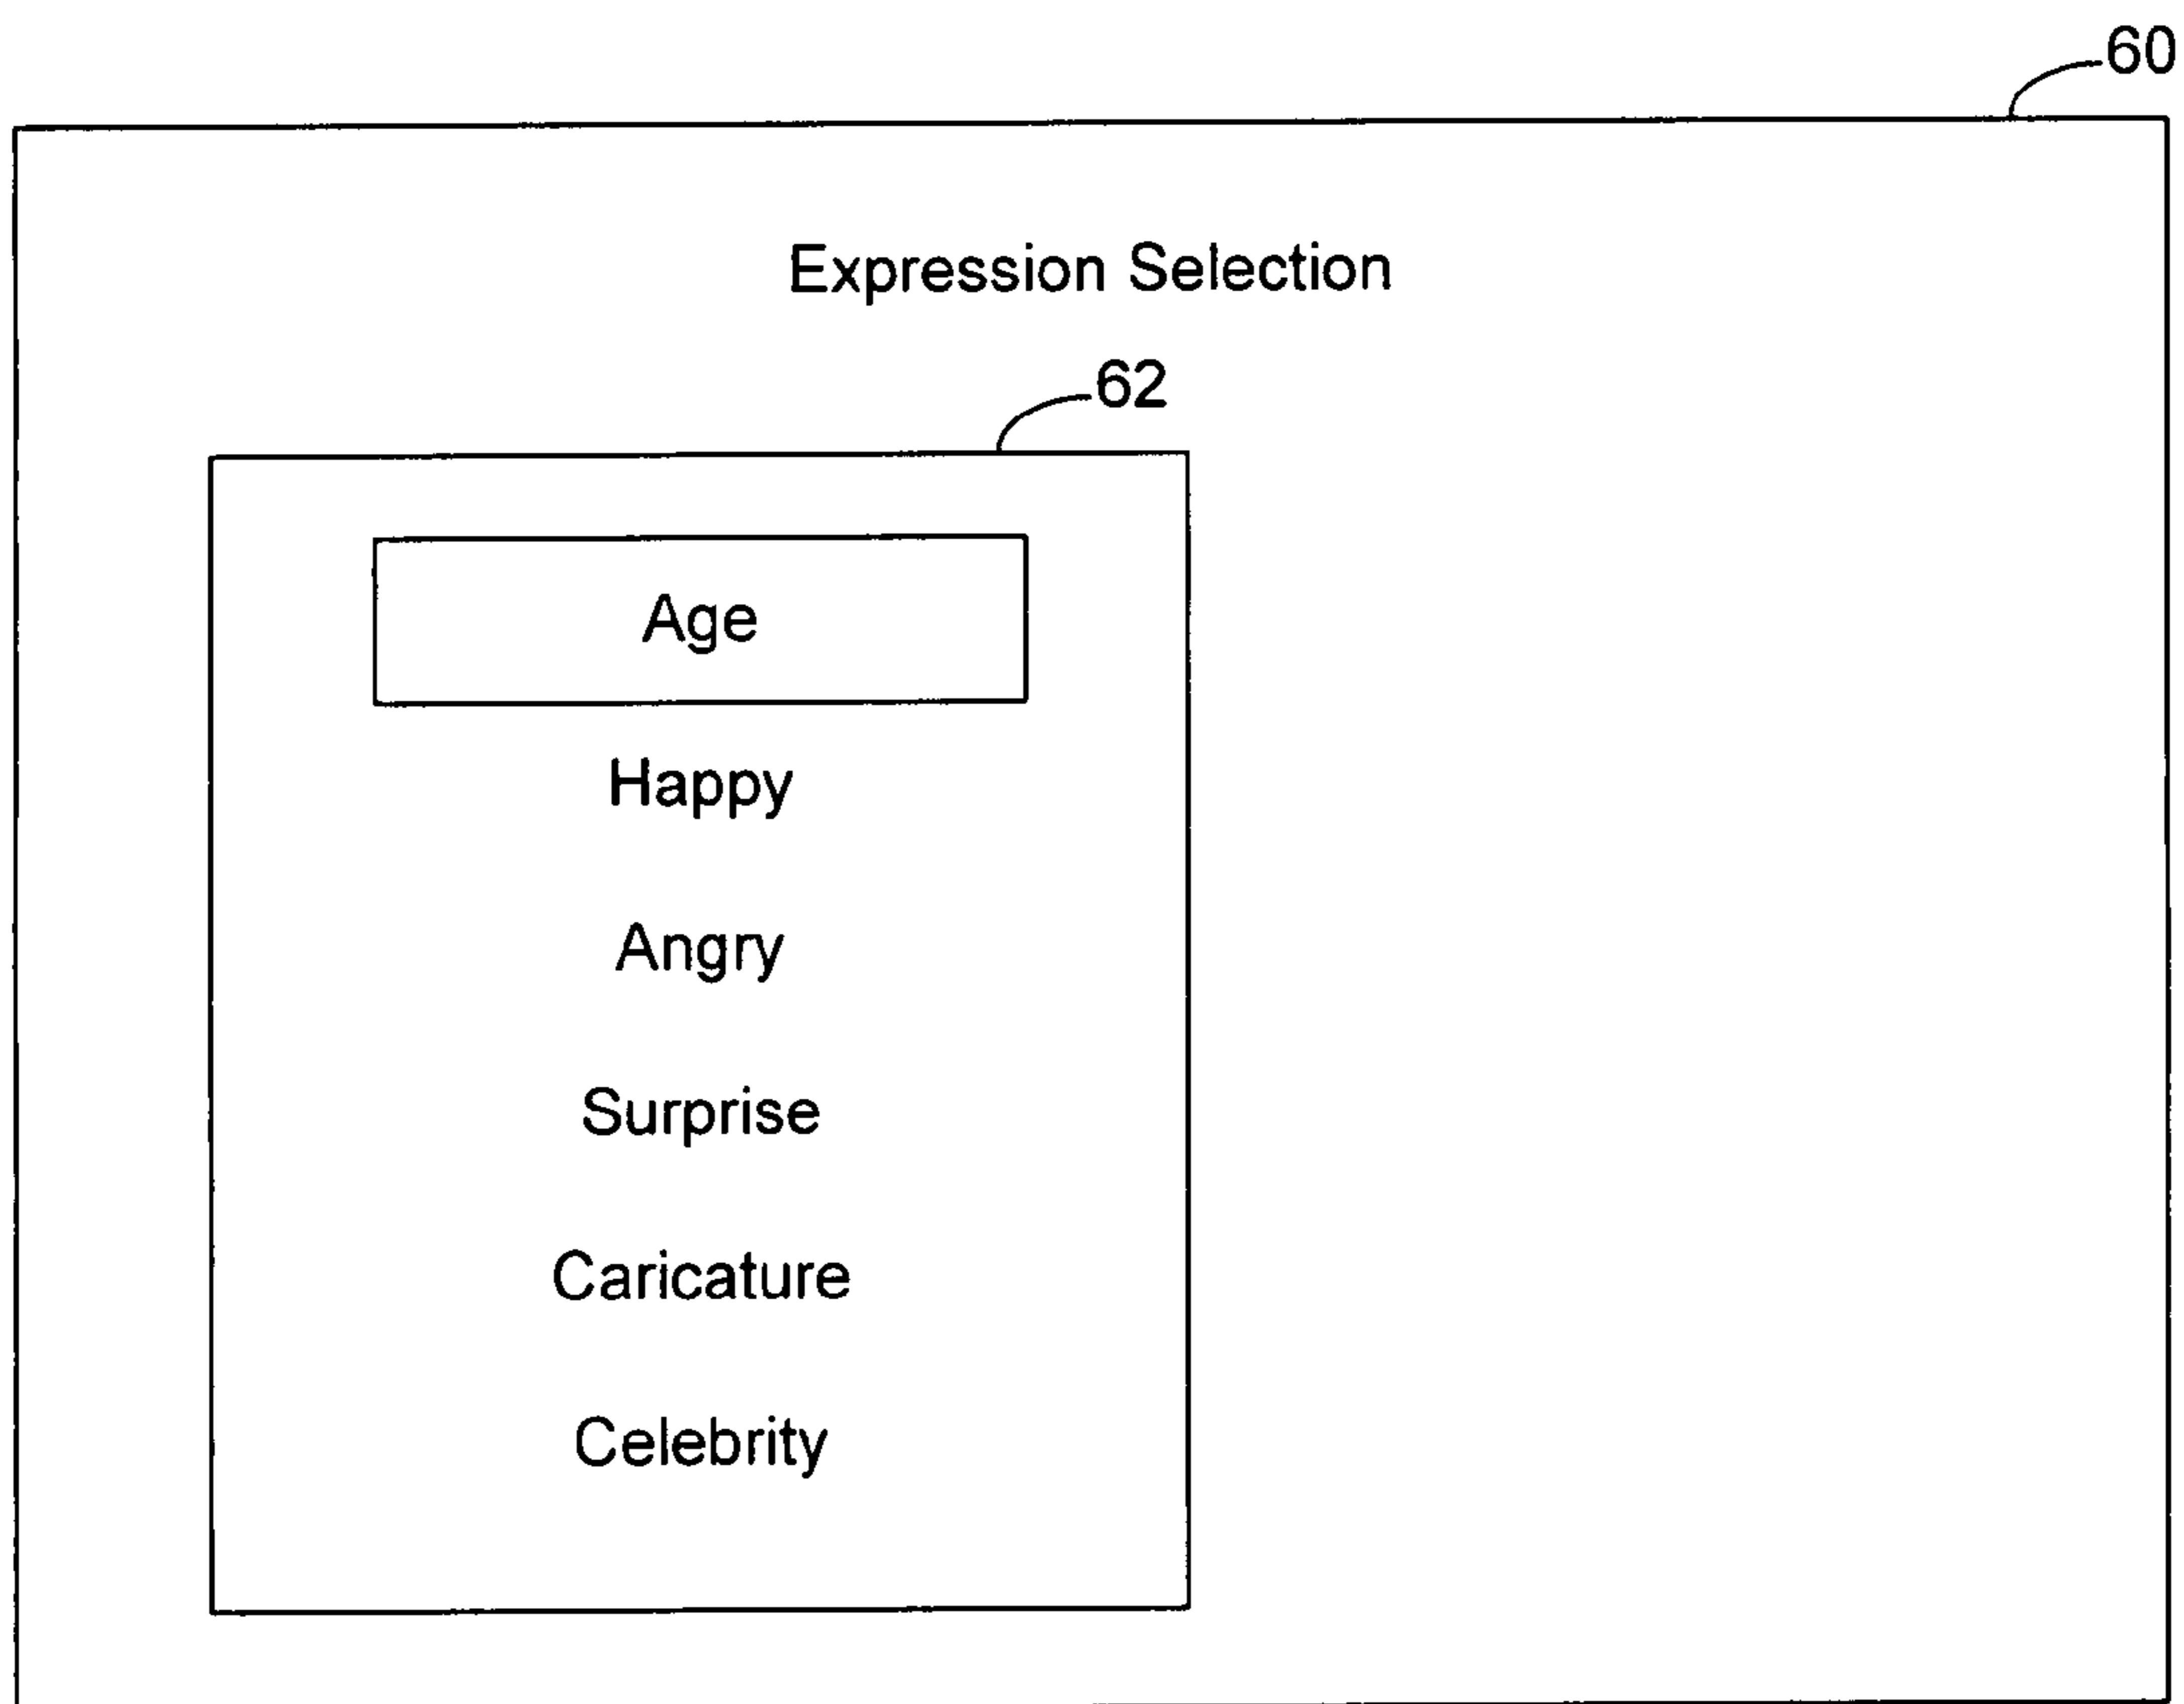 60
Expression Selection
62
Age
Happy
Angry
Surprise
Caricature
Celebrity